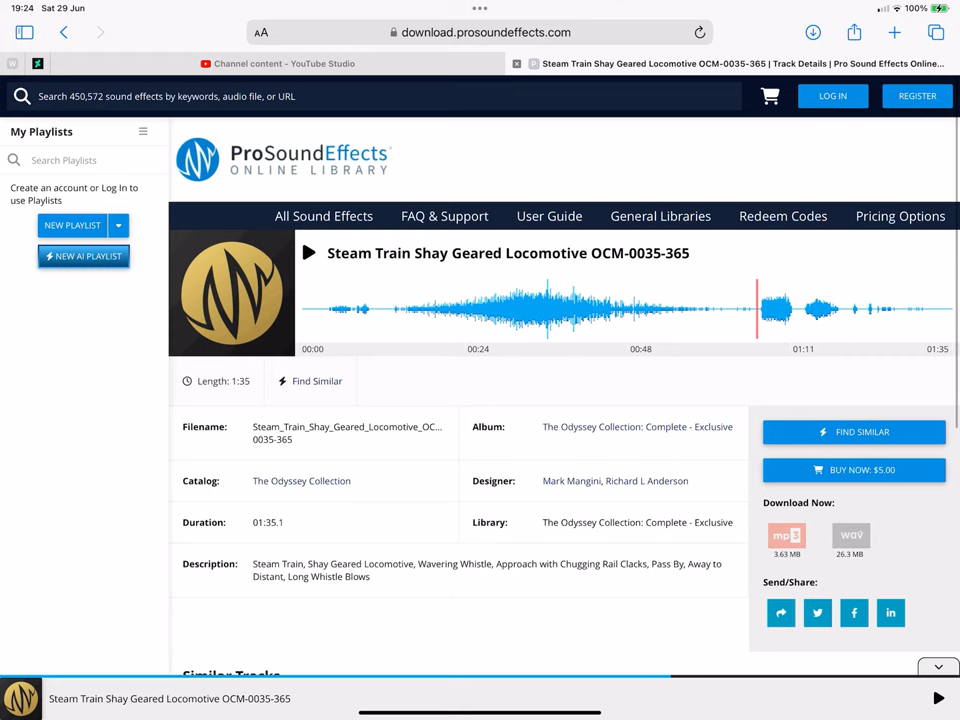 19:24 Sat 29 Jun
100%
AA
download.prosoundeffects.com
W
Channel content - YouTube Studio
P
Steam Train Shay Geared Locomotive OCM-0035-365 | Track Details | Pro Sound Effects Online...
Search 450,572 sound effects by keywords, audio file, or URL
LOG IN
REGISTER
My Playlists
Search Playlists
Create an account or Log In to
use Playlists
NEW PLAYLIST
NEW AI PLAYLIST
ProSoundEffects
ONLINE LIBRARY
All Sound Effects
FAQ & Support
User Guide
General Libraries
Redeem Codes
Pricing Options
Steam Train Shay Geared Locomotive OCM-0035-365
00:00
00:24
00:48
01:11
01:35
Length: 1:35
Find Similar
Filename:
Steam_Train_Shay_Geared_Locomotive_OC...
0035-365
Album:
The Odyssey Collection: Complete - Exclusive
Catalog:
The Odyssey Collection
Designer:
Mark Mangini, Richard L Anderson
Duration:
01:35.1
Library:
The Odyssey Collection: Complete - Exclusive
Description:
Steam Train, Shay Geared Locomotive, Wavering Whistle, Approach with Chugging Rail Clacks, Pass By, Away to
Distant, Long Whistle Blows
FIND SIMILAR
BUY NOW: $5.00
Download Now:
mp3
wav
3.63 MB
26.3 MB
Send/Share:
Similar Tracks
Steam Train Shay Geared Locomotive OCM-0035-365